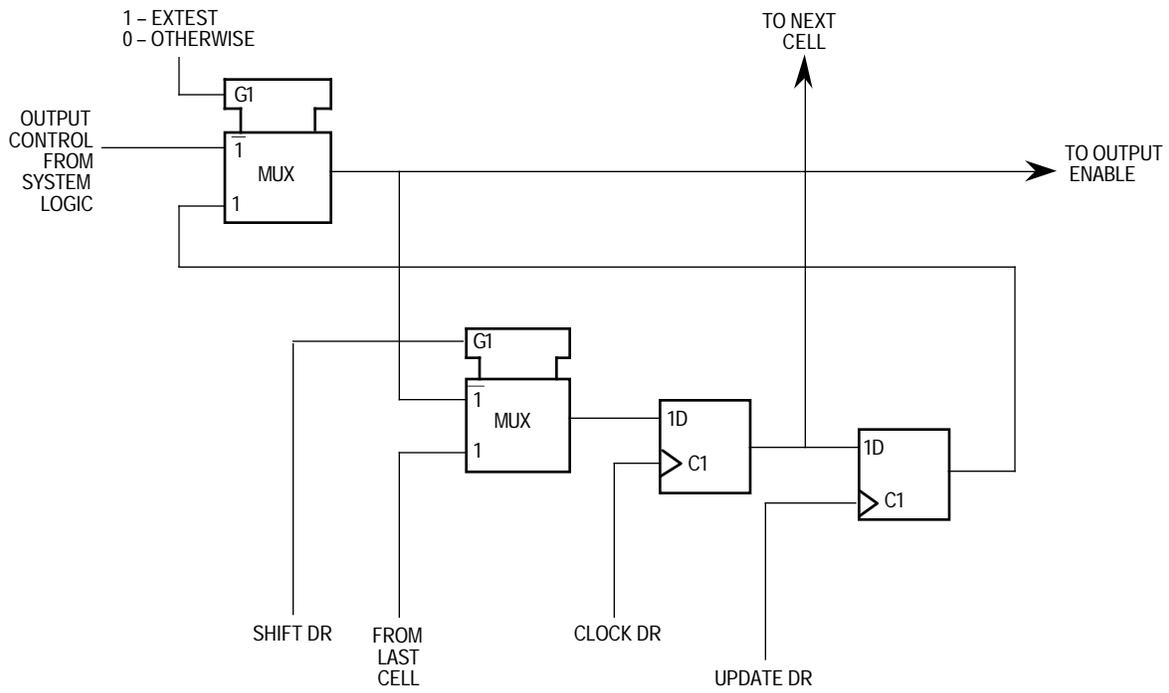 1 – EXTEST
0 – OTHERWISE
TO NEXT
CELL
G1
OUTPUT
CONTROL
FROM
SYSTEM
LOGIC
1
MUX
1
TO OUTPUT
ENABLE
G1
1
MUX
1
1D
C1
1D
C1
SHIFT DR
FROM
LAST
CELL
CLOCK DR
UPDATE DR